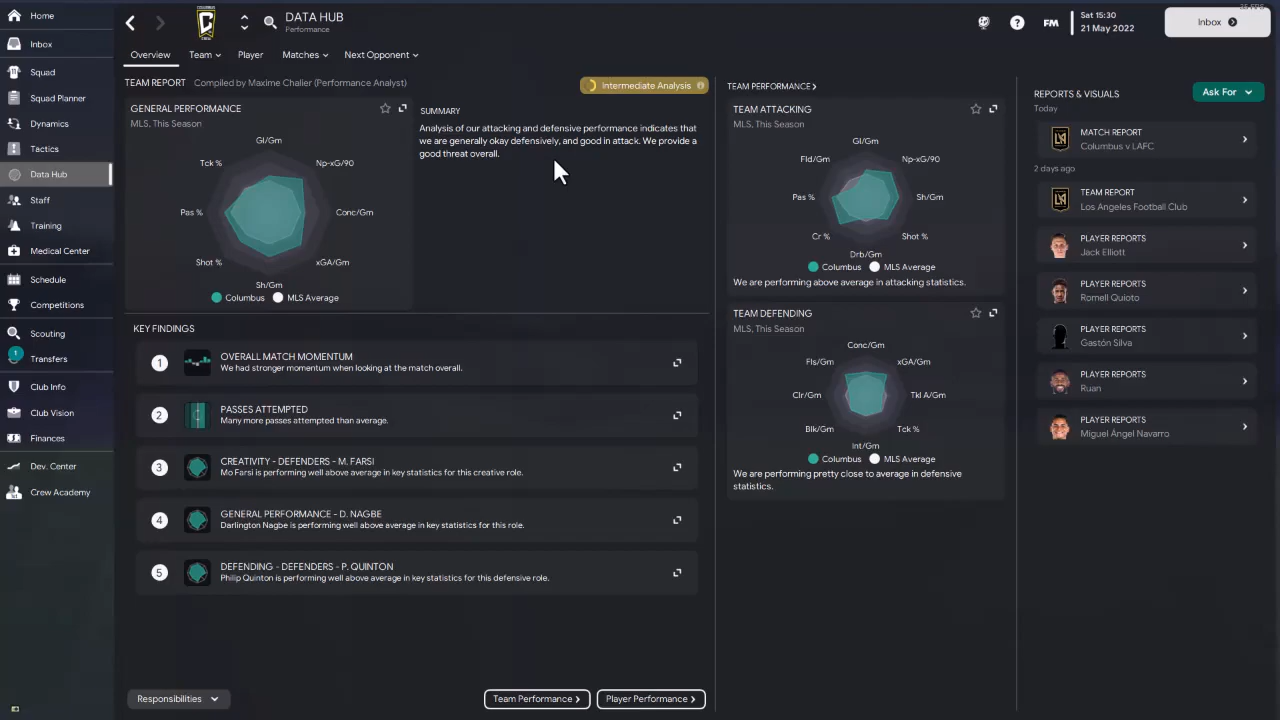 Home
Inbox
Squad
Squad Planner
Dynamics
Tactics
Data Hub
Staff
Training
Medical Center
Schedule
Competitions
Scouting
1
Transfers
Club Info
Club Vision
Finances
Dev. Center
Crew Academy
DATA HUB
Performance
FM
Sat 15:30
21 May 2022
Inbox
Overview
Team
Player
Matches
Next Opponent
TEAM REPORT Compiled by Maxime Chalier (Performance Analyst)
Intermediate Analysis
GENERAL PERFORMANCE
MLS, This Season
Gl/Gm
Tck %
Np-xG/90
Pas %
Conc/Gm
Shot %
xGA/Gm
Sh/Gm
Columbus
MLS Average
SUMMARY
Analysis of our attacking and defensive performance indicates that
we are generally okay defensively, and good in attack. We provide a
good threat overall.
KEY FINDINGS
1
OVERALL MATCH MOMENTUM
We had stronger momentum when looking at the match overall.
2
PASSES ATTEMPTED
Many more passes attempted than average.
3
CREATIVITY - DEFENDERS - M. FARSI
Mo Farsi is performing well above average in key statistics for this creative role.
4
GENERAL PERFORMANCE - D. NAGBE
Darlington Nagbe is performing well above average in key statistics for this role.
5
DEFENDING - DEFENDERS - P. QUINTON
Philip Quinton is performing well above average in key statistics for this defensive role.
Responsibilities
Team Performance >
Player Performance >
TEAM PERFORMANCE >
TEAM ATTACKING
MLS, This Season
Gl/Gm
Fld/Gm
Np-xG/90
Pas %
Sh/Gm
Cr %
Shot %
Drb/Gm
Columbus
MLS Average
We are performing above average in attacking statistics.
TEAM DEFENDING
MLS, This Season
Conc/Gm
Fls/Gm
xGA/Gm
Clr/Gm
Tkl A/Gm
Blk/Gm
Tck %
Int/Gm
Columbus
MLS Average
We are performing pretty close to average in defensive
statistics.
REPORTS & VISUALS
Ask For
Today
MATCH REPORT
Columbus v LAFC
2 days ago
TEAM REPORT
Los Angeles Football Club
PLAYER REPORTS
Jack Elliott
PLAYER REPORTS
Romell Quioto
PLAYER REPORTS
Gastón Silva
PLAYER REPORTS
Ruan
PLAYER REPORTS
Miguel Ángel Navarro